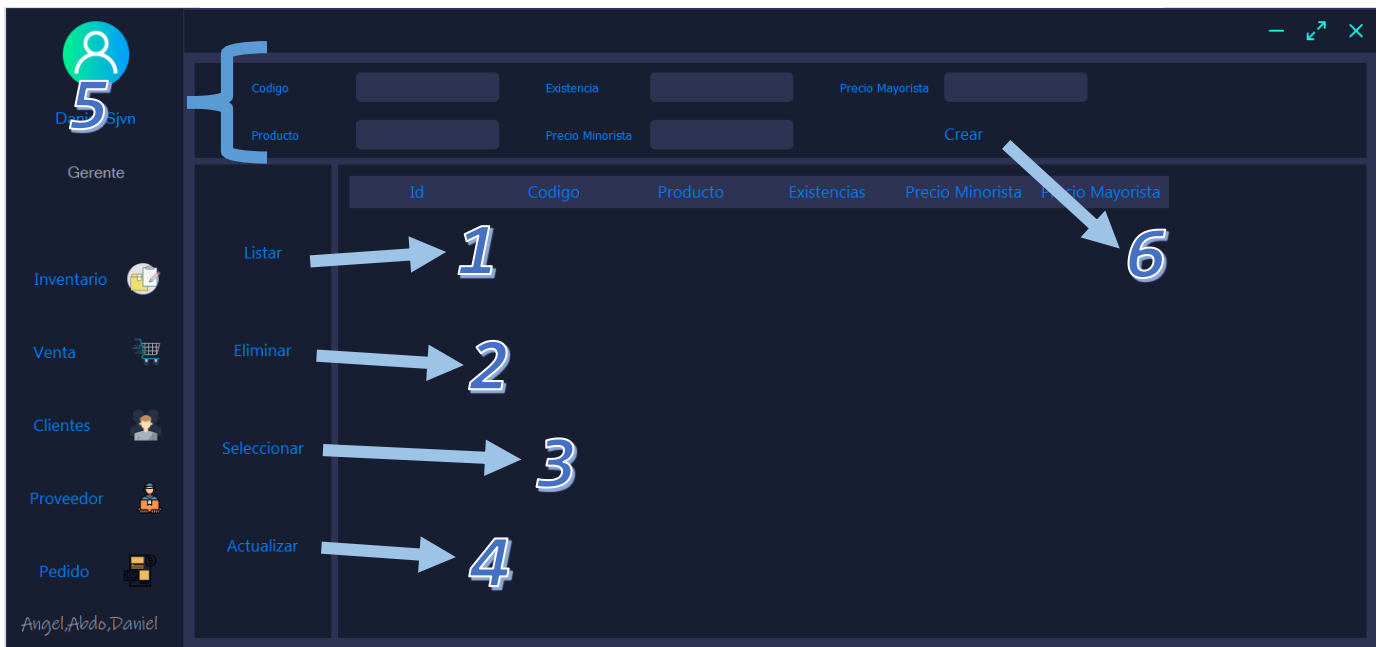 5
Sjvn
Gerente
Inventario
Venta
Clientes
Proveedor
Pedido
Angel,Abdo,Daniel
Codigo
Existencia
Precio Mayorista
Producto
Precio Minorista
Crear
Id
Codigo
Producto
Existencias
Precio Minorista
Precio Mayorista
Listar
1
6
Eliminar
2
Seleccionar
3
Actualizar
4